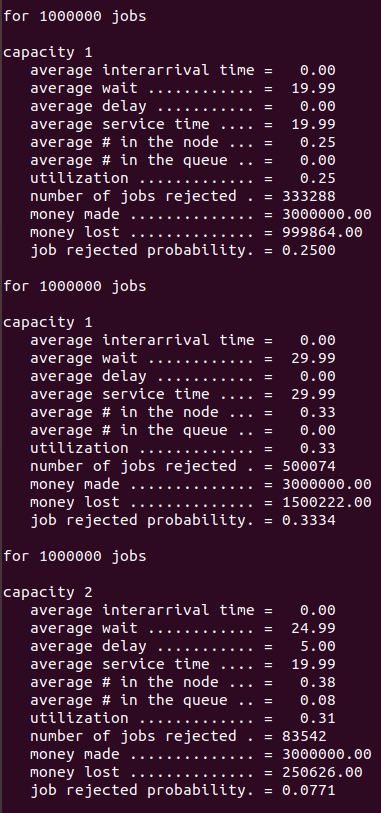 for 1000000 jobs
capacity 1
average interarrival time =   0.00
average wait ............ =  19.99
average delay ........... =   0.00
average service time .... =  19.99
average # in the node ... =   0.25
average # in the queue .. =   0.00
utilization ............. =   0.25
number of jobs rejected . = 333288
money made .............. = 3000000.00
money lost .............. = 999864.00
job rejected probability. = 0.2500
for 1000000 jobs
capacity 1
average interarrival time =   0.00
average wait ............ =  29.99
average delay ........... =   0.00
average service time .... =  29.99
average # in the node ... =   0.33
average # in the queue .. =   0.00
utilization ............. =   0.33
number of jobs rejected . = 500074
money made .............. = 3000000.00
money lost .............. = 1500222.00
job rejected probability. = 0.3334
for 1000000 jobs
capacity 2
average interarrival time =   0.00
average wait ............ =  24.99
average delay ........... =   5.00
average service time .... =  19.99
average # in the node ... =   0.38
average # in the queue .. =   0.08
utilization ............. =   0.31
number of jobs rejected . = 83542
money made .............. = 3000000.00
money lost .............. = 250626.00
job rejected probability. = 0.0771